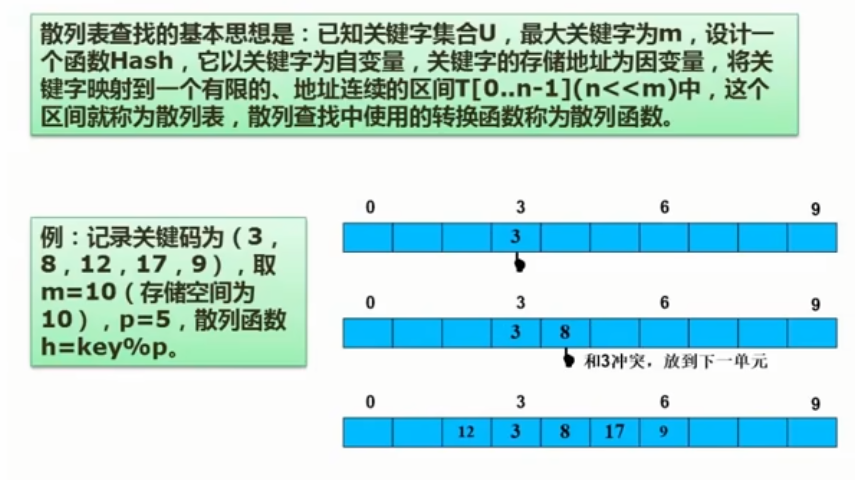 散列表查找的基本思想是：已知关键字集合U，最大关键字为m，设计一
个函数Hash，它以关键字为自变量，关键字的存储地址为因变量，将关
键字映射到一个有限的、地址连续的区间T[0..n-1](n<<m)中，这个
区间就称为散列表，散列查找中使用的转换函数称为散列函数。
例：记录关键码为（3，
8，12，17，9），取
m=10（存储空间为
10），p=5，散列函数
h=key%p。
0 3 6 9
3
0 3 6 9
3 8
和3冲突，放到下一单元
0 3 6 9
12 3 8 17 9